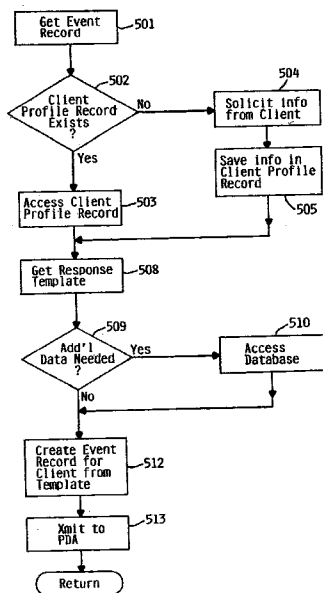 Get Event
Record
501
502
Client
Profile Record
Exists
?
No
Yes
504
Solicit info
from Client
Save info in
Client Profile
Record
505
Access Client
Profile Record
503
Get Response
Template
508
509
Add'l
Data Needed
?
Yes
No
510
Access
Database
Create Event
Record for
Client from
Template
512
Xmit to
PDA
513
Return